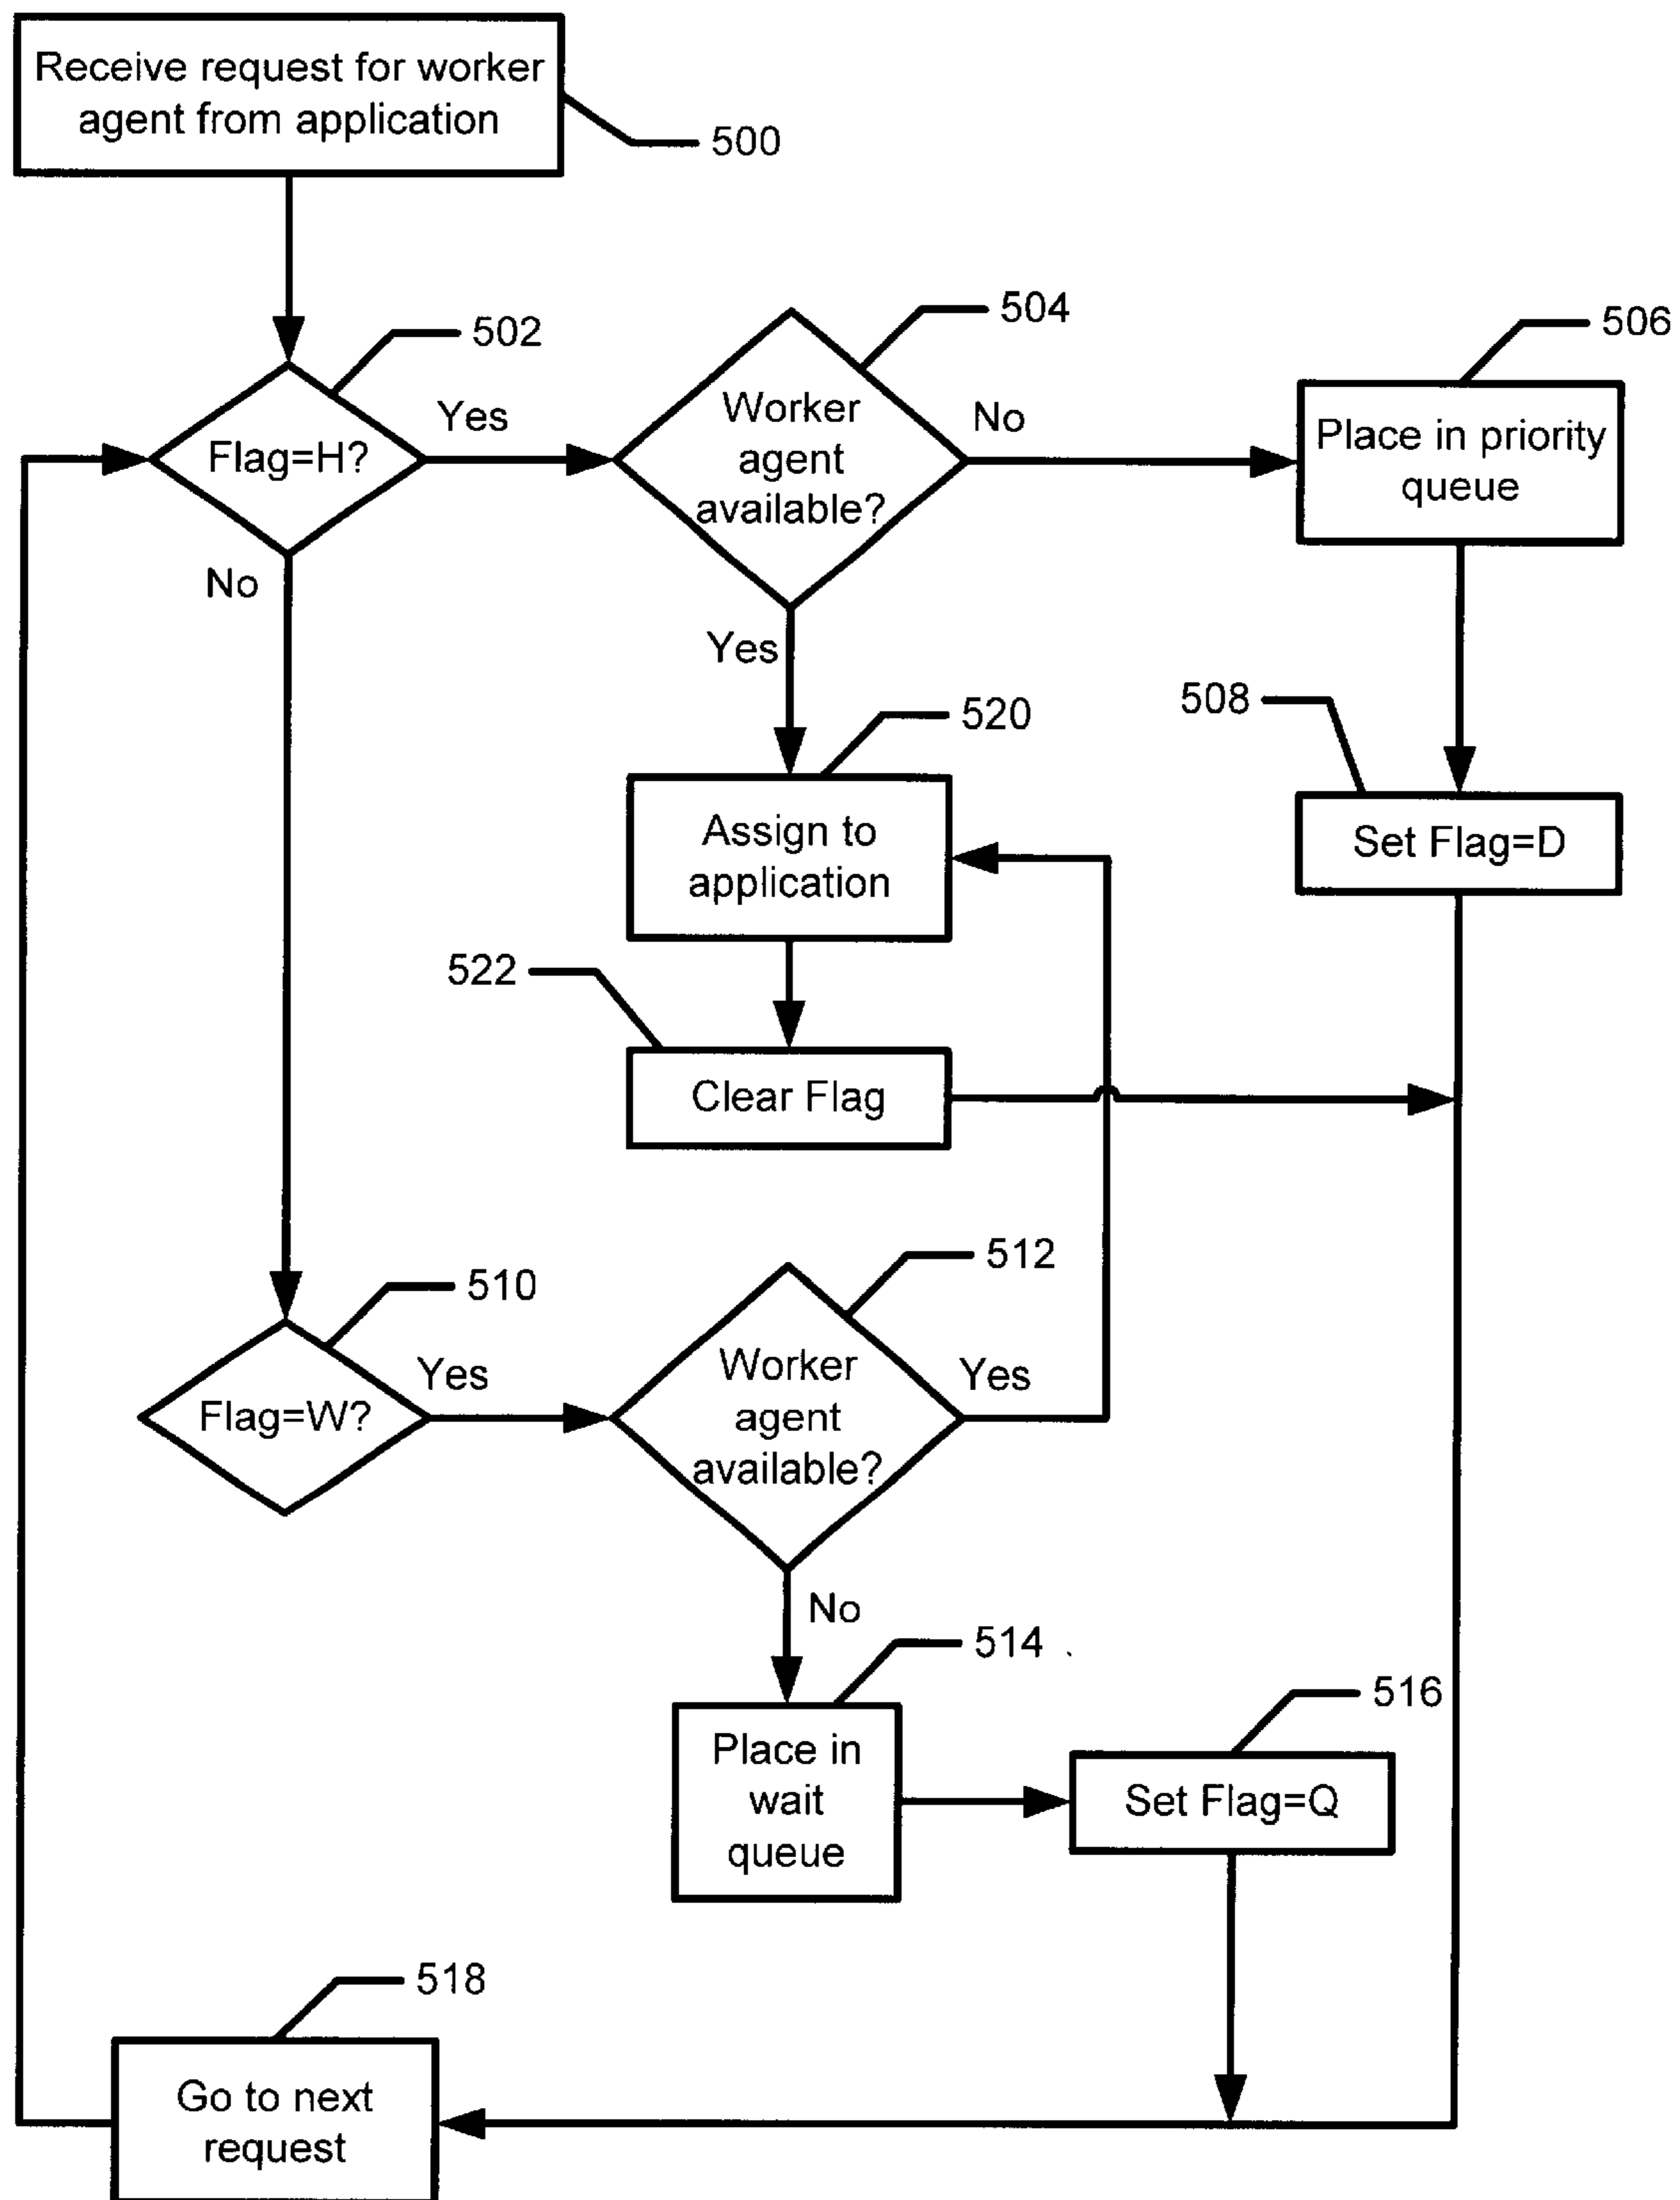 Receive request for worker
agent from application
500
502
504
506
Flag=H?
Yes
Worker
agent
available?
No
Place in priority
queue
No
Yes
508
520
Assign to
application
Set Flag=D
522
Clear Flag
510
512
Flag=W?
Yes
Worker
agent
available?
Yes
No
514
516
Place in
wait
queue
Set Flag=Q
518
Go to next
request